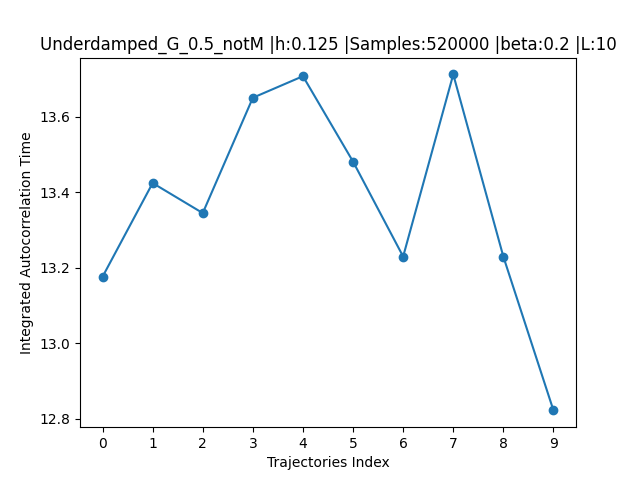 Underdamped_G_0.5_notM |h:0.125 |Samples:520000 |beta:0.2 |L:10
Integrated Autocorrelation Time
13.6
13.4
13.2
13.0
12.8
0 1 2 3 4 5 6 7 8 9
Trajectories Index